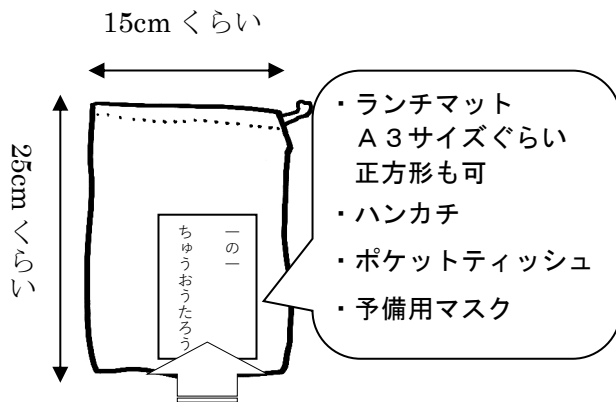 15cm くらい
25cm くらい
・ランチマット
Ａ３サイズぐらい
正方形も可
・ハンカチ
・ポケットティッシュ
・予備用マスク
一の一
ちゅうおうたろう